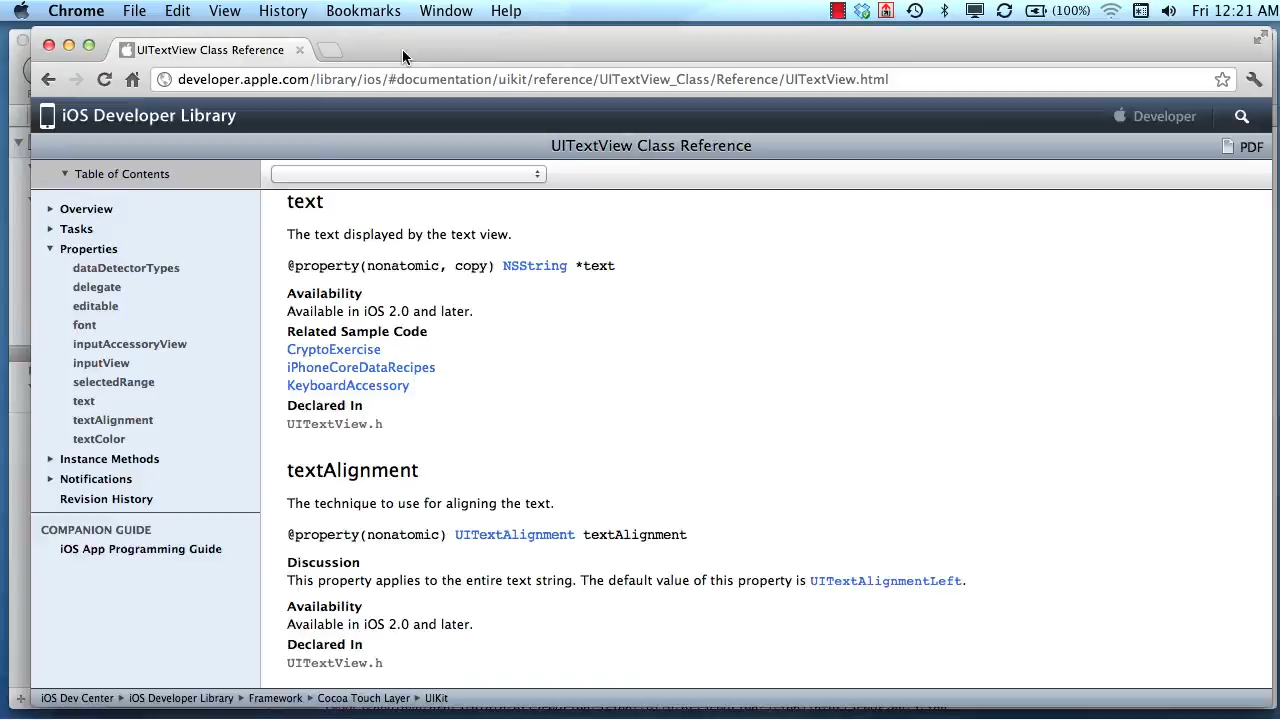 Chrome File Edit View History Bookmarks Window Help (100%) Fri 12:21 AM
UITextView Class Reference
developer.apple.com/library/ios/#documentation/uikit/reference/UITextView_Class/Reference/UITextView.html
iOS Developer Library Developer
UITextView Class Reference PDF
Table of Contents
Overview
Tasks
Properties
dataDetectorTypes
delegate
editable
font
inputAccessoryView
inputView
selectedRange
text
textAlignment
textColor
Instance Methods
Notifications
Revision History
COMPANION GUIDE
iOS App Programming Guide
text
The text displayed by the text view.
@property(nonatomic, copy) NSString *text
Availability
Available in iOS 2.0 and later.
Related Sample Code
CryptoExercise
iPhoneCoreDataRecipes
KeyboardAccessory
Declared In
UITextView.h
textAlignment
The technique to use for aligning the text.
@property(nonatomic) UITextAlignment textAlignment
Discussion
This property applies to the entire text string. The default value of this property is UITextAlignmentLeft.
Availability
Available in iOS 2.0 and later.
Declared In
UITextView.h
iOS Dev Center iOS Developer Library Framework Cocoa Touch Layer UIKit